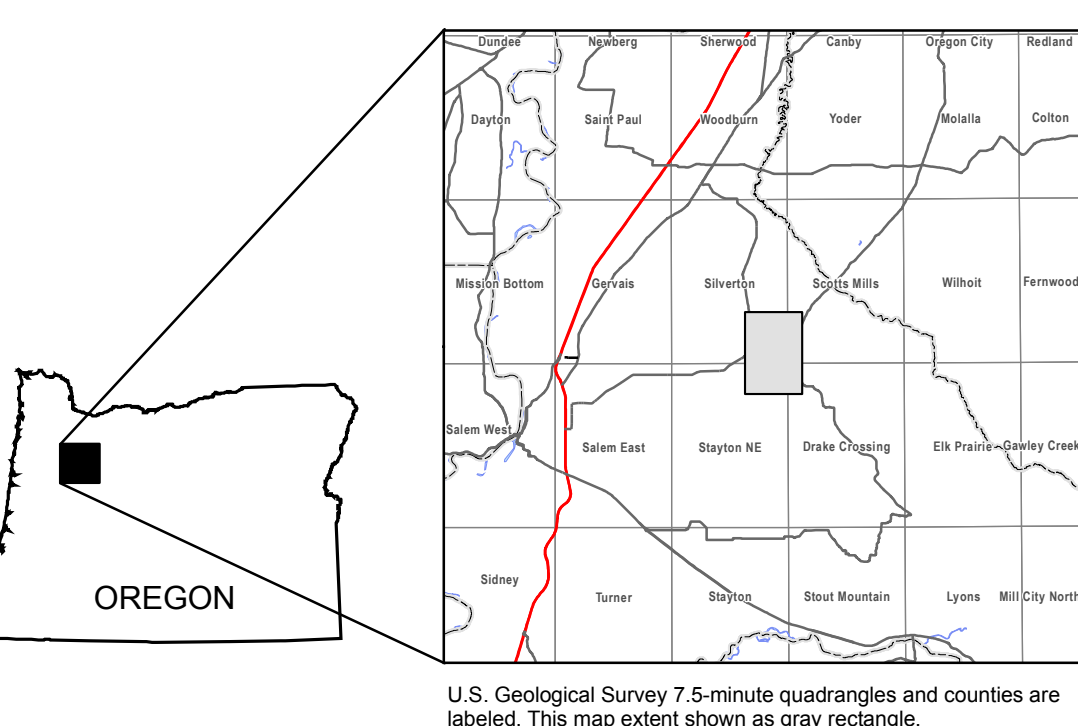 Dundee Newberg Sherwood Canby Oregon City Redland
Dayton Saint Paul Woodburn Yoder Molalla Colton
Mission Bottom Gervais Silverton Scotts Mills Wilhoit Fernwood
Salem West Salem East Stayton NE Drake Crossing Elk Prairie Gawley Creek
Sidney Turner Stayton Stout Mountain Lyons Mill City North
OREGON
U.S. Geological Survey 7.5-minute quadrangles and counties are
labeled. This map extent shown as gray rectangle.